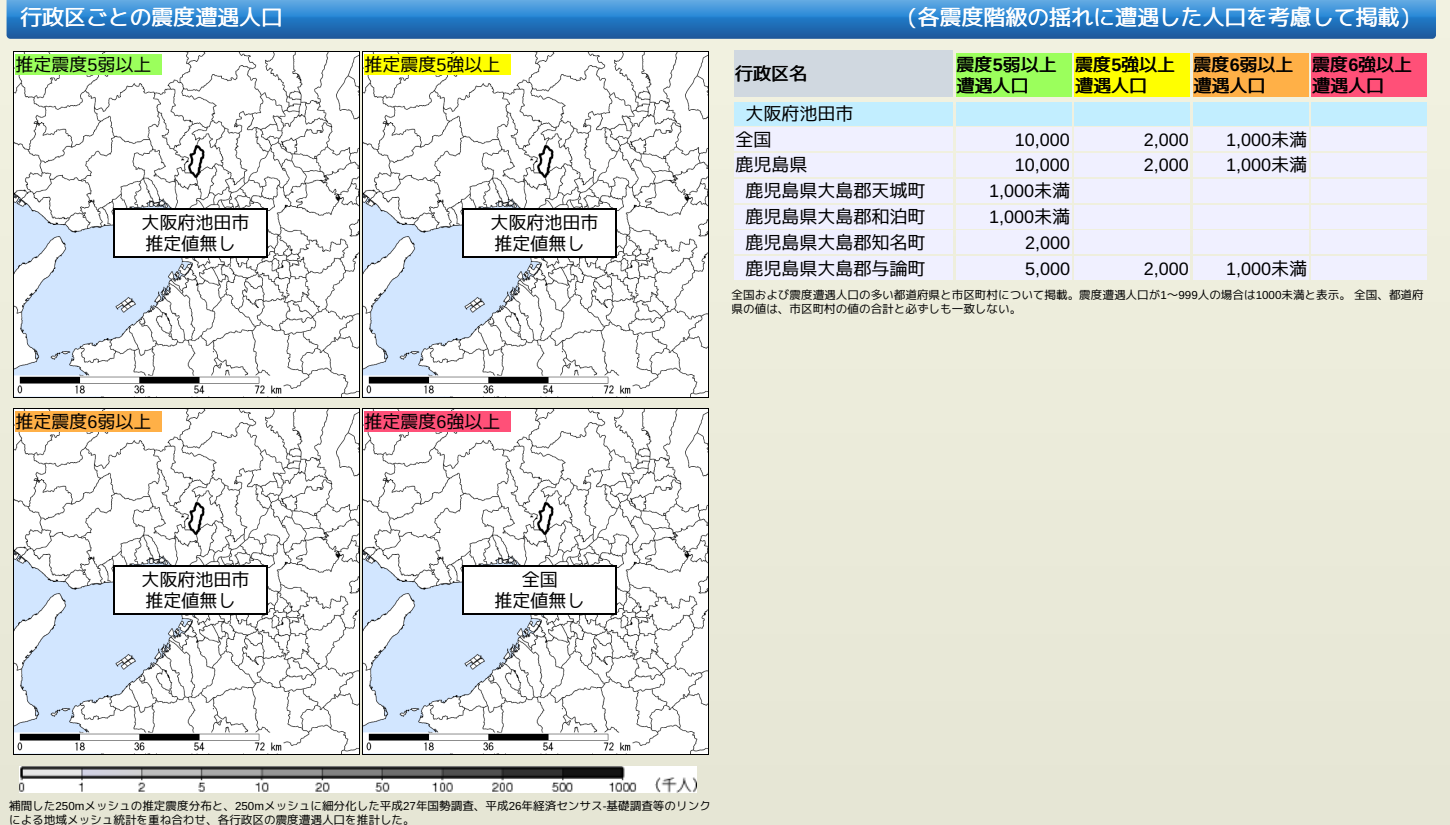 行政区ごとの震度遭遇人口
（各震度階級の揺れに遭遇した人口を考慮して掲載）
推定震度5弱以上
大阪府池田市
推定値無し
0 18 36 54 72 km
推定震度5強以上
大阪府池田市
推定値無し
0 18 36 54 72 km
推定震度6弱以上
大阪府池田市
推定値無し
0 18 36 54 72 km
推定震度6強以上
全国
推定値無し
0 18 36 54 72 km
0 1 2 5 10 20 50 100 200 500 1000 （千人）
補間した250mメッシュの推定震度分布と、250mメッシュに細分化した平成27年国勢調査、平成26年経済センサス-基礎調査等のリンク
による地域メッシュ統計を重ね合わせ、各行政区の震度遭遇人口を推計した。
行政区名 震度5弱以上 震度5強以上 震度6弱以上 震度6強以上
遭遇人口 遭遇人口 遭遇人口 遭遇人口
大阪府池田市
全国 10,000 2,000 1,000未満
鹿児島県 10,000 2,000 1,000未満
鹿児島県大島郡天城町 1,000未満
鹿児島県大島郡和泊町 1,000未満
鹿児島県大島郡知名町 2,000
鹿児島県大島郡与論町 5,000 2,000 1,000未満
全国および震度遭遇人口の多い都道府県と市区町村について掲載。震度遭遇人口が1～999人の場合は1000未満と表示。 全国、都道府
県の値は、市区町村の値の合計と必ずしも一致しない。